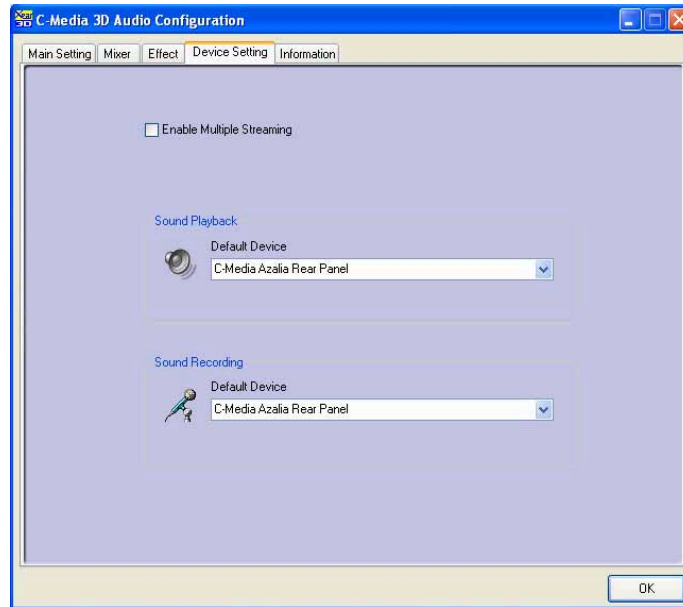 C-Media 3D Audio Configuration
Main Setting Mixer Effect Device Setting Information
Enable Multiple Streaming
Sound Playback
Default Device
C-Media Azalia Rear Panel
Sound Recording
Default Device
C-Media Azalia Rear Panel
OK